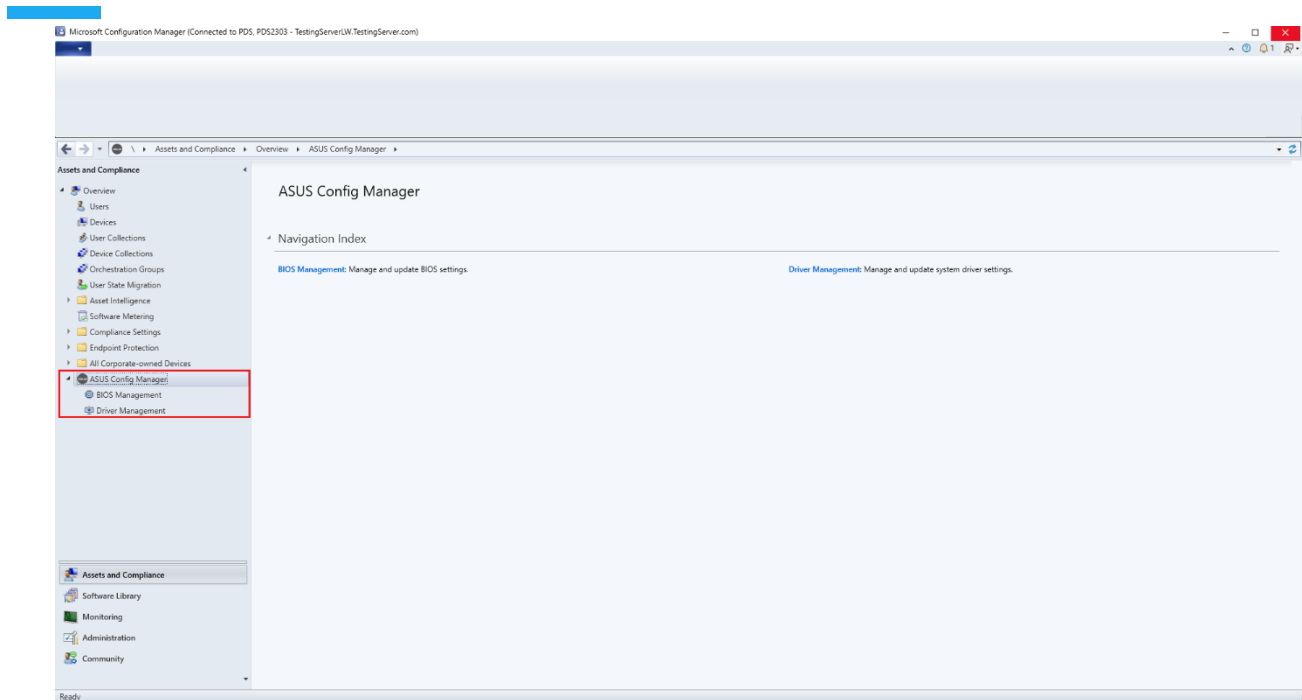 Microsoft Configuration Manager (Connected to PDS, PDS2303 - TestingServerLW.TestingServer.com)
1
\ Assets and Compliance Overview ASUS Config Manager
Assets and Compliance
Overview
Users
Devices
User Collections
Device Collections
Orchestration Groups
User State Migration
Asset Intelligence
Software Metering
Compliance Settings
Endpoint Protection
All Corporate-owned Devices
ASUS Config Manager
BIOS Management
Driver Management
ASUS Config Manager
Navigation Index
BIOS Management: Manage and update BIOS settings.
Driver Management: Manage and update system driver settings.
Assets and Compliance
Software Library
Monitoring
Administration
Community
Ready